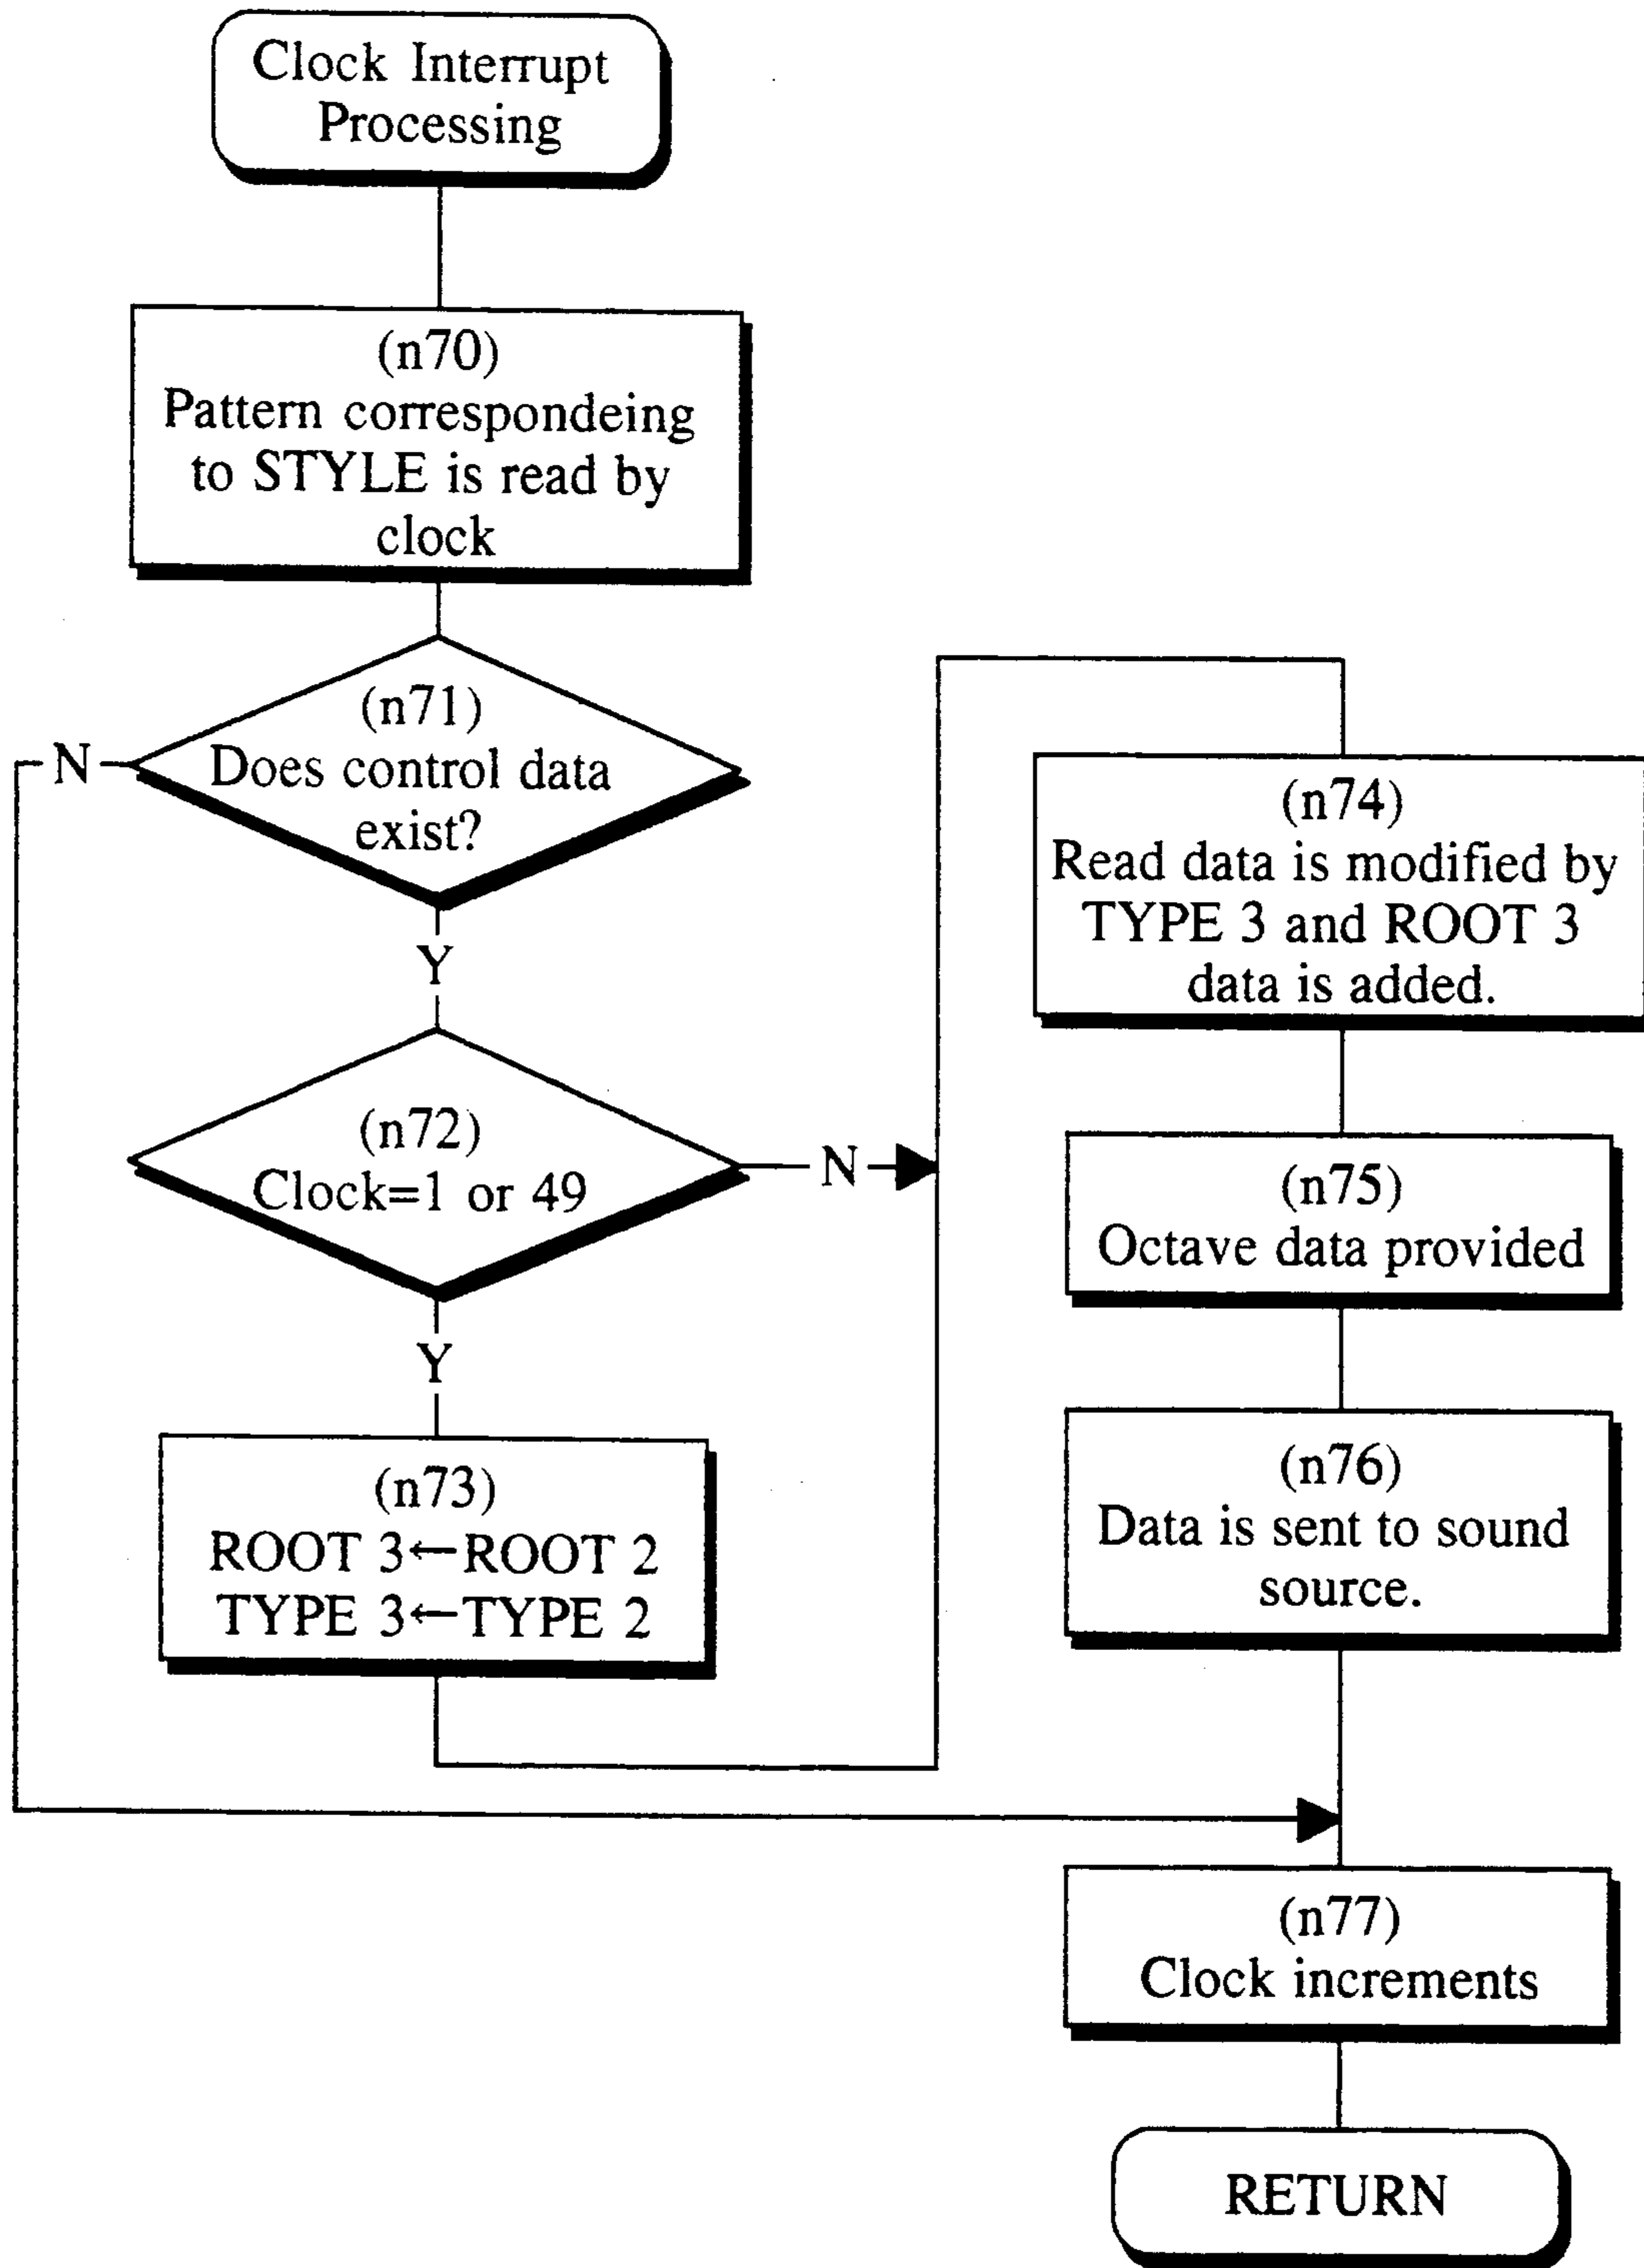 Clock Interrupt
Processing
(n70)
Pattern correspondeing
to STYLE is read by
clock
(n71)
Does control data
exist?
N
Y
(n72)
Clock=1 or 49
N
Y
(n73)
ROOT 3←ROOT 2
TYPE 3←TYPE 2
(n74)
Read data is modified by
TYPE 3 and ROOT 3
data is added.
(n75)
Octave data provided
(n76)
Data is sent to sound
source.
(n77)
Clock increments
RETURN